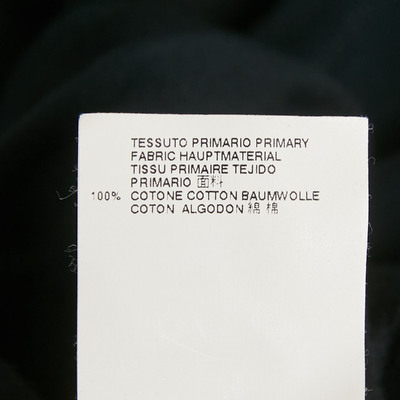 TESSUTO PRIMARIO PRIMARY
FABRIC HAUPTMATERIAL
TISSU PRIMAIRE TEJIDO
PRIMARIO 面料
100% COTONE COTTON BAUMWOLLE
COTON ALGODON 綿 棉